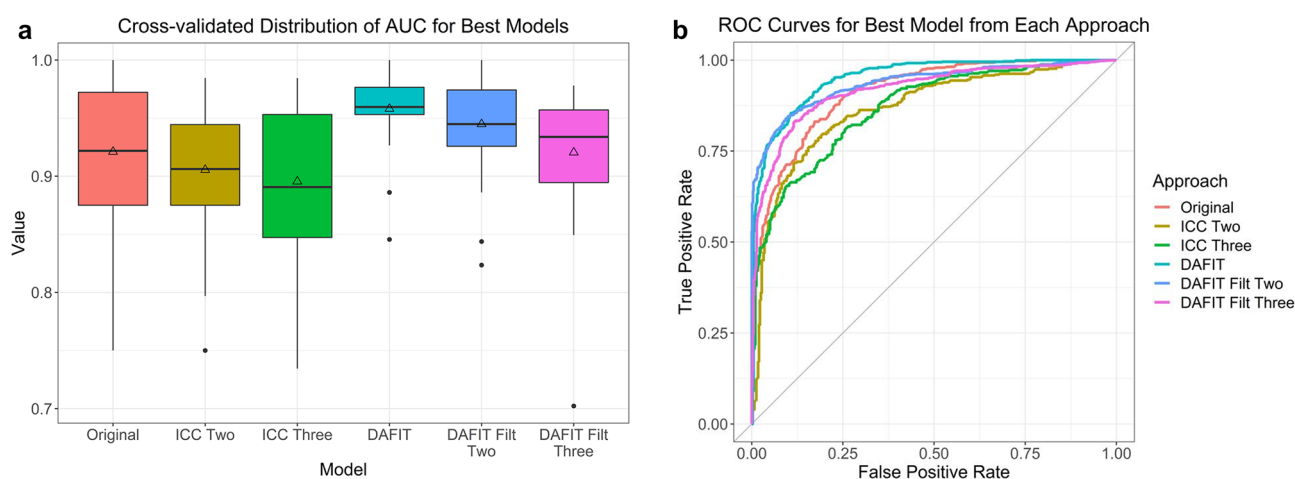 a
Cross-validated Distribution of AUC for Best Models
1.0
0.9
0.8
0.7
Value
Original
ICC Two
ICC Three
DAFIT
DAFIT Filt
Two
DAFIT Filt
Three
Model
b
ROC Curves for Best Model from Each Approach
1.00
0.75
0.50
0.25
0.00
True Positive Rate
0.00
0.25
0.50
0.75
1.00
False Positive Rate
Approach
Original
ICC Two
ICC Three
DAFIT
DAFIT Filt Two
DAFIT Filt Three